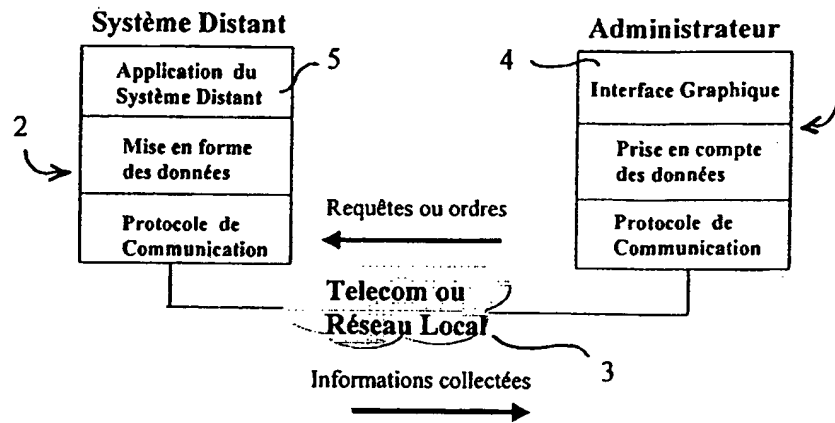 Système Distant
Administrateur
Application du
Système Distant
5
4
Interface Graphique
2
Mise en forme
des données
Prise en compte
des données
Protocole de
Communication
Requêtes ou ordres
Protocole de
Communication
Telecom ou
Réseau Local
3
Informations collectées